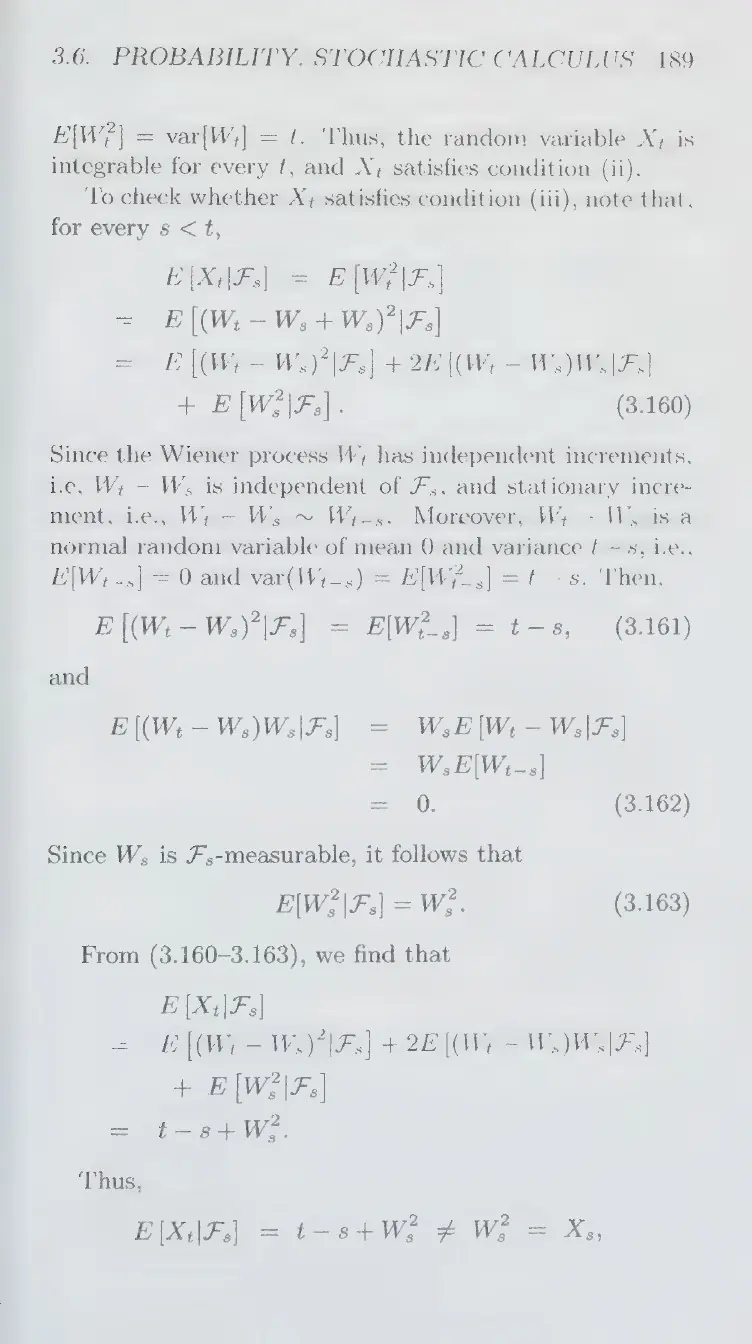 3.6. PROBABILITY. STOCHASTIC CALCULUS 189
E[W_t^2] = var[W_t] = t. Thus, the random variable X_t is
integrable for every t, and X_t satisfies condition (ii).
To check whether X_t satisfies condition (iii), note that,
for every s < t,
E [X_t|F_s] = E [W_t^2|F_s]
= E [(W_t − W_s + W_s)^2|F_s]
= E [(W_t − W_s)^2|F_s] + 2E [(W_t − W_s)W_s|F_s]
+ E [W_s^2|F_s] . (3.160)
Since the Wiener process W_t has independent increments,
i.e. W_t − W_s is independent of F_s, and stationary incre-
ment, i.e., W_t − W_s ∼ W_{t−s}. Moreover, W_t − W_s is a
normal random variable of mean 0 and variance t − s, i.e.,
E[W_{t−s}] = 0 and var(W_{t−s}) = E[W_{t−s}^2] = t − s. Then,
E [(W_t − W_s)^2|F_s] = E[W_{t−s}^2] = t − s, (3.161)
and
E [(W_t − W_s)W_s|F_s] = W_s E [W_t − W_s|F_s]
= W_s E[W_{t−s}]
= 0. (3.162)
Since W_s is F_s-measurable, it follows that
E[W_s^2|F_s] = W_s^2. (3.163)
From (3.160–3.163), we find that
E [X_t|F_s]
= E [(W_t − W_s)^2|F_s] + 2E [(W_t − W_s)W_s|F_s]
+ E [W_s^2|F_s]
= t − s + W_s^2.
Thus,
E [X_t|F_s] = t − s + W_s^2 ≠ W_s^2 = X_s,